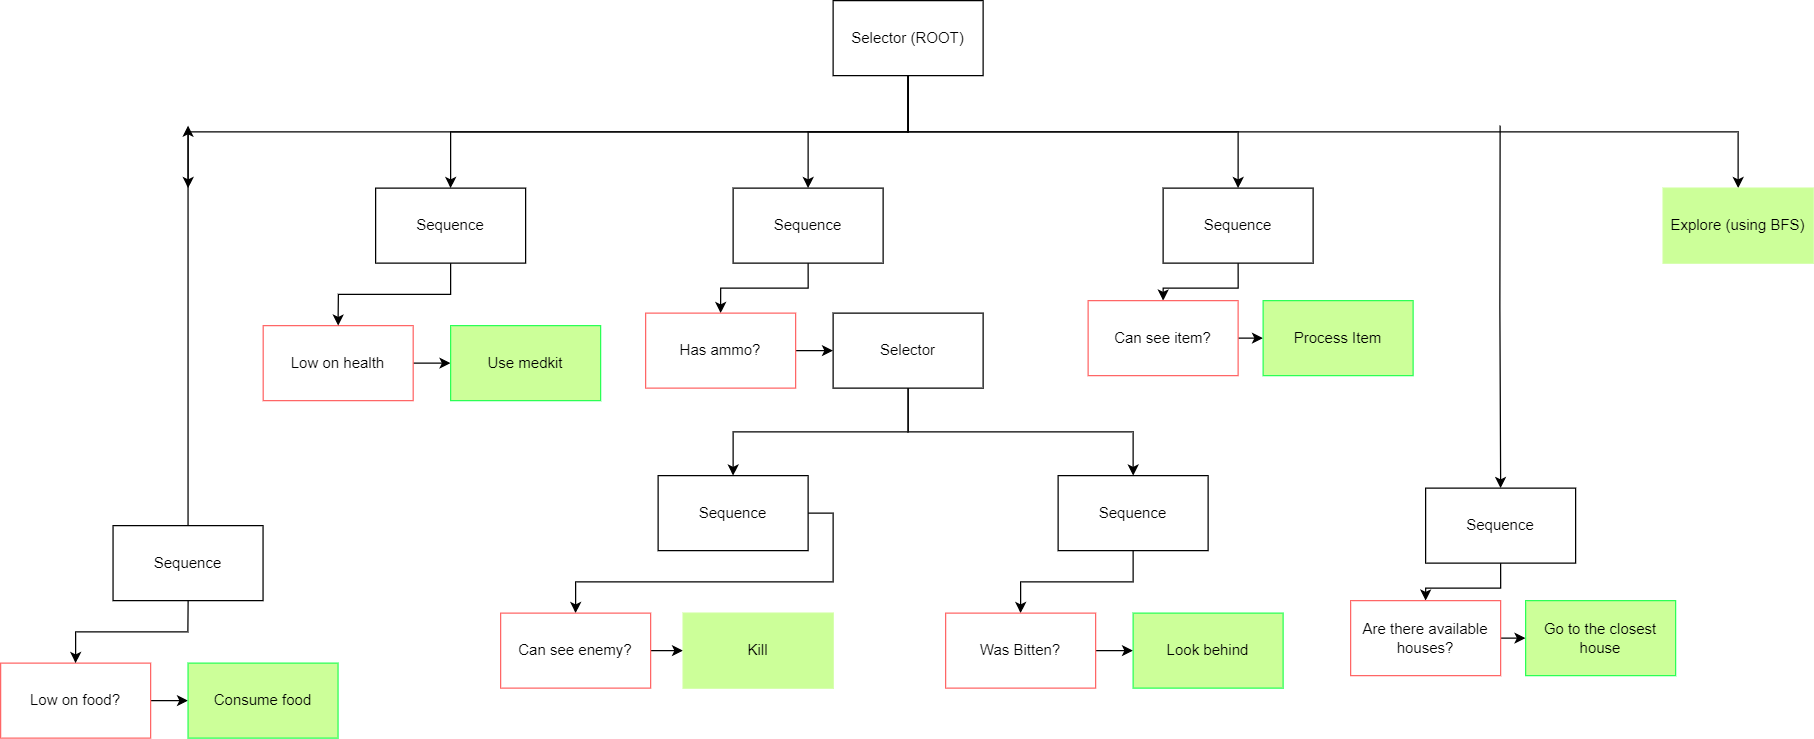 Selector (ROOT)
Sequence
Sequence
Sequence
Explore (using BFS)
Low on health
Use medkit
Has ammo?
Selector
Can see item?
Process Item
Sequence
Sequence
Sequence
Sequence
Low on food?
Consume food
Can see enemy?
Kill
Was Bitten?
Look behind
Are there available
houses?
Go to the closest
house